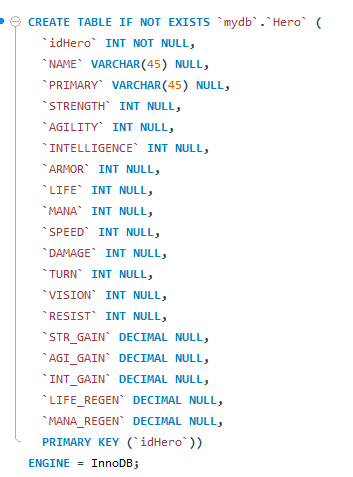 CREATE TABLE IF NOT EXISTS `mydb`.`Hero` (
`idHero` INT NOT NULL,
`NAME` VARCHAR(45) NULL,
`PRIMARY` VARCHAR(45) NULL,
`STRENGTH` INT NULL,
`AGILITY` INT NULL,
`INTELLIGENCE` INT NULL,
`ARMOR` INT NULL,
`LIFE` INT NULL,
`MANA` INT NULL,
`SPEED` INT NULL,
`DAMAGE` INT NULL,
`TURN` INT NULL,
`VISION` INT NULL,
`RESIST` INT NULL,
`STR_GAIN` DECIMAL NULL,
`AGI_GAIN` DECIMAL NULL,
`INT_GAIN` DECIMAL NULL,
`LIFE_REGEN` DECIMAL NULL,
`MANA_REGEN` DECIMAL NULL,
PRIMARY KEY (`idHero`))
ENGINE = InnoDB;